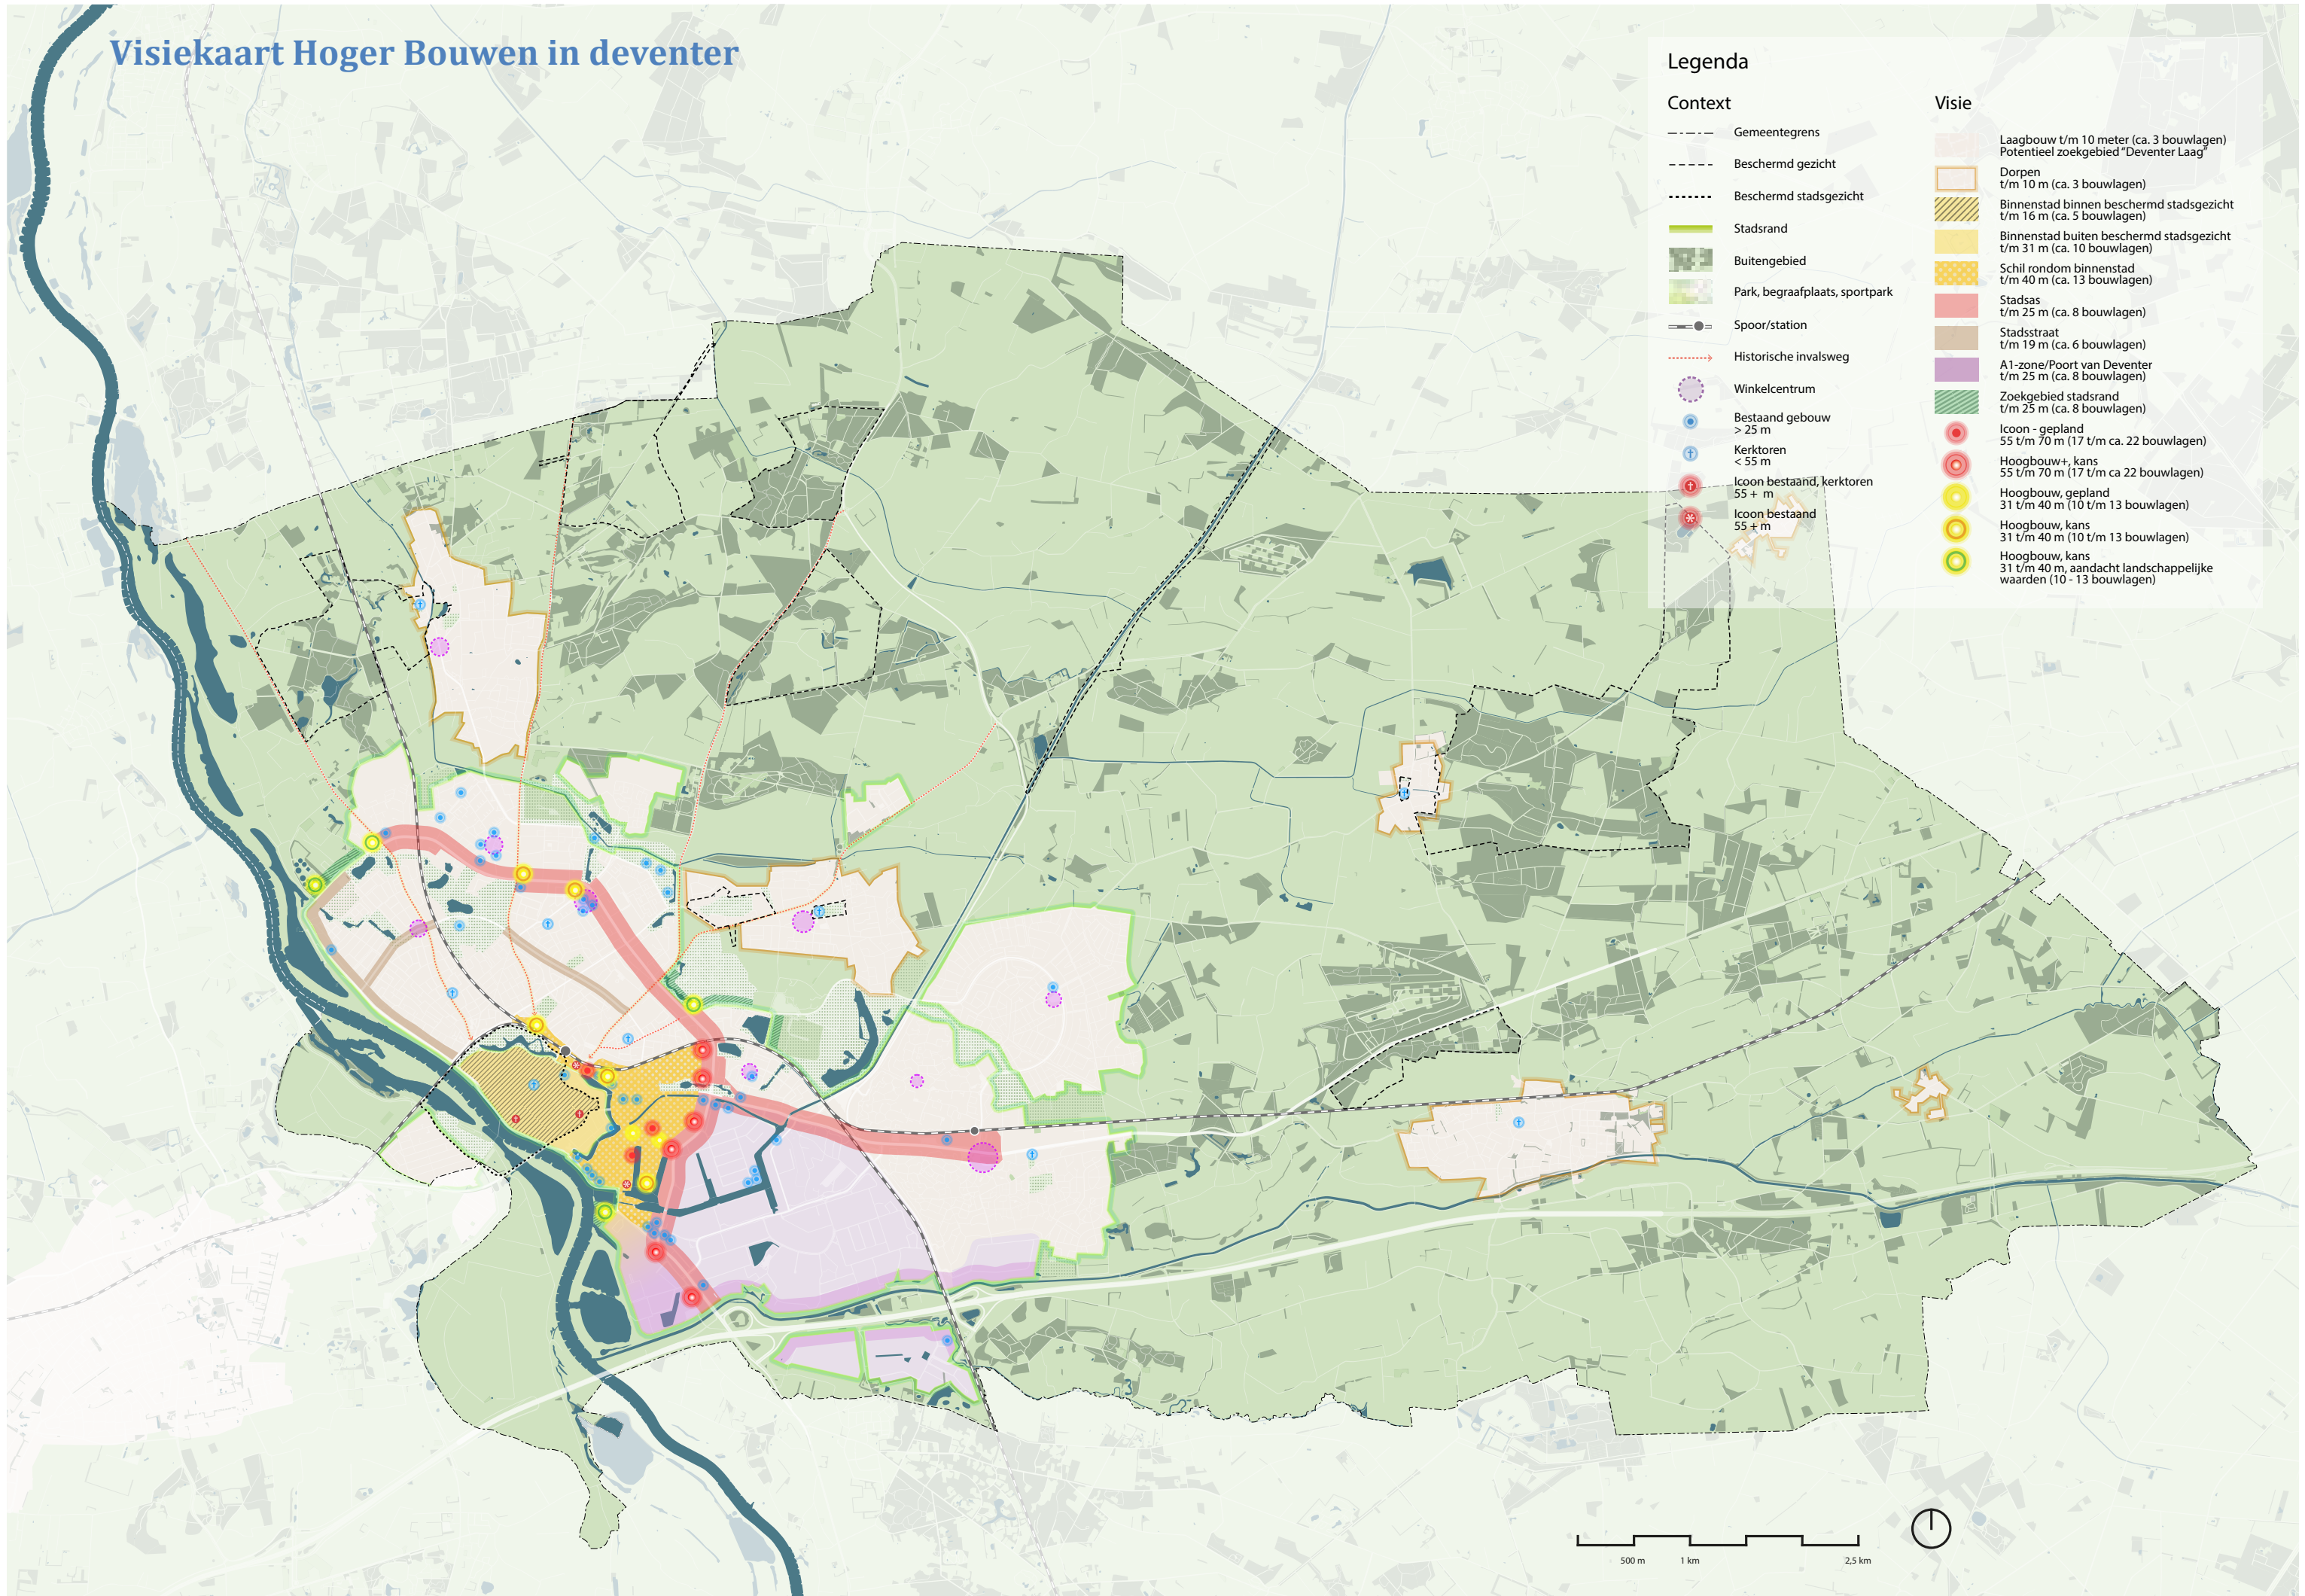 Visiekaart Hoger Bouwen in deventer
Legenda
Context
Gemeentegrens
Beschermd gezicht
Beschermd stadsgezicht
Stadsrand
Buitengebied
Park, begraafplaats, sportpark
Spoor/station
Historische invalsweg
Winkelcentrum
Bestaand gebouw
> 25 m
Kerktoren
< 55 m
Icoon bestaand, kerktoren
55 + m
Icoon bestaand
55 + m
Visie
Laagbouw t/m 10 meter (ca. 3 bouwlagen)
Potentieel zoekgebied "Deventer Laag"
Dorpen
t/m 10 m (ca. 3 bouwlagen)
Binnenstad binnen beschermd stadsgezicht
t/m 16 m (ca. 5 bouwlagen)
Binnenstad buiten beschermd stadsgezicht
t/m 31 m (ca. 10 bouwlagen)
Schil rondom binnenstad
t/m 40 m (ca. 13 bouwlagen)
Stadsas
t/m 25 m (ca. 8 bouwlagen)
Stadsstraat
t/m 19 m (ca. 6 bouwlagen)
A1-zone/Poort van Deventer
t/m 25 m (ca. 8 bouwlagen)
Zoekgebied stadsrand
t/m 25 m (ca. 8 bouwlagen)
Icoon - gepland
55 t/m 70 m (17 t/m ca. 22 bouwlagen)
Hoogbouw+, kans
55 t/m 70 m (17 t/m ca 22 bouwlagen)
Hoogbouw, gepland
31 t/m 40 m (10 t/m 13 bouwlagen)
Hoogbouw, kans
31 t/m 40 m (10 t/m 13 bouwlagen)
Hoogbouw, kans
31 t/m 40 m, aandacht landschappelijke
waarden (10 - 13 bouwlagen)
500 m 1 km 2,5 km